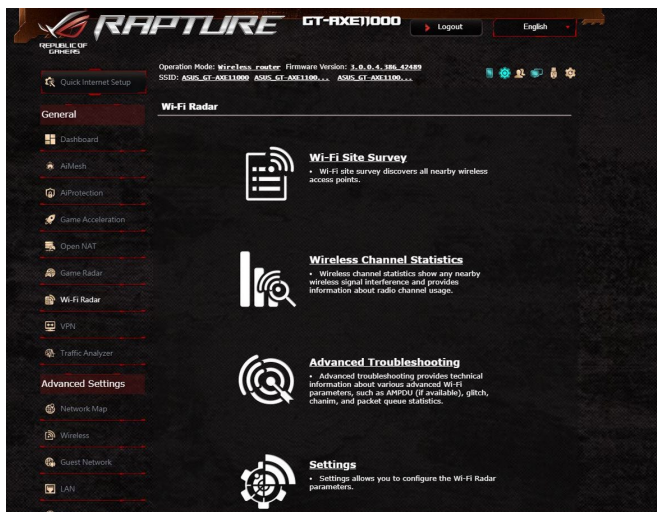 REPUBLIC OF
GAMERS
RAPTURE
GT-AXE11000
Logout
English
Quick Internet Setup
Operation Mode: Wireless router Firmware Version: 3.0.0.4.386_42489
SSID: ASUS_GT-AXE11000 ASUS_GT-AXE1100... ASUS_GT-AXE1100...
General
Dashboard
AiMesh
AiProtection
Game Acceleration
Open NAT
Game Radar
Wi-Fi Radar
VPN
Traffic Analyzer
Advanced Settings
Network Map
Wireless
Guest Network
LAN
Wi-Fi Radar
Wi-Fi Site Survey
• Wi-Fi site survey discovers all nearby wireless
access points.
Wireless Channel Statistics
• Wireless channel statistics show any nearby
wireless signal interference and provides
information about radio channel usage.
Advanced Troubleshooting
• Advanced troubleshooting provides technical
information about various advanced Wi-Fi
parameters, such as AMPDU (if available), glitch,
chanim, and packet queue statistics.
Settings
• Settings allows you to configure the Wi-Fi Radar
parameters.